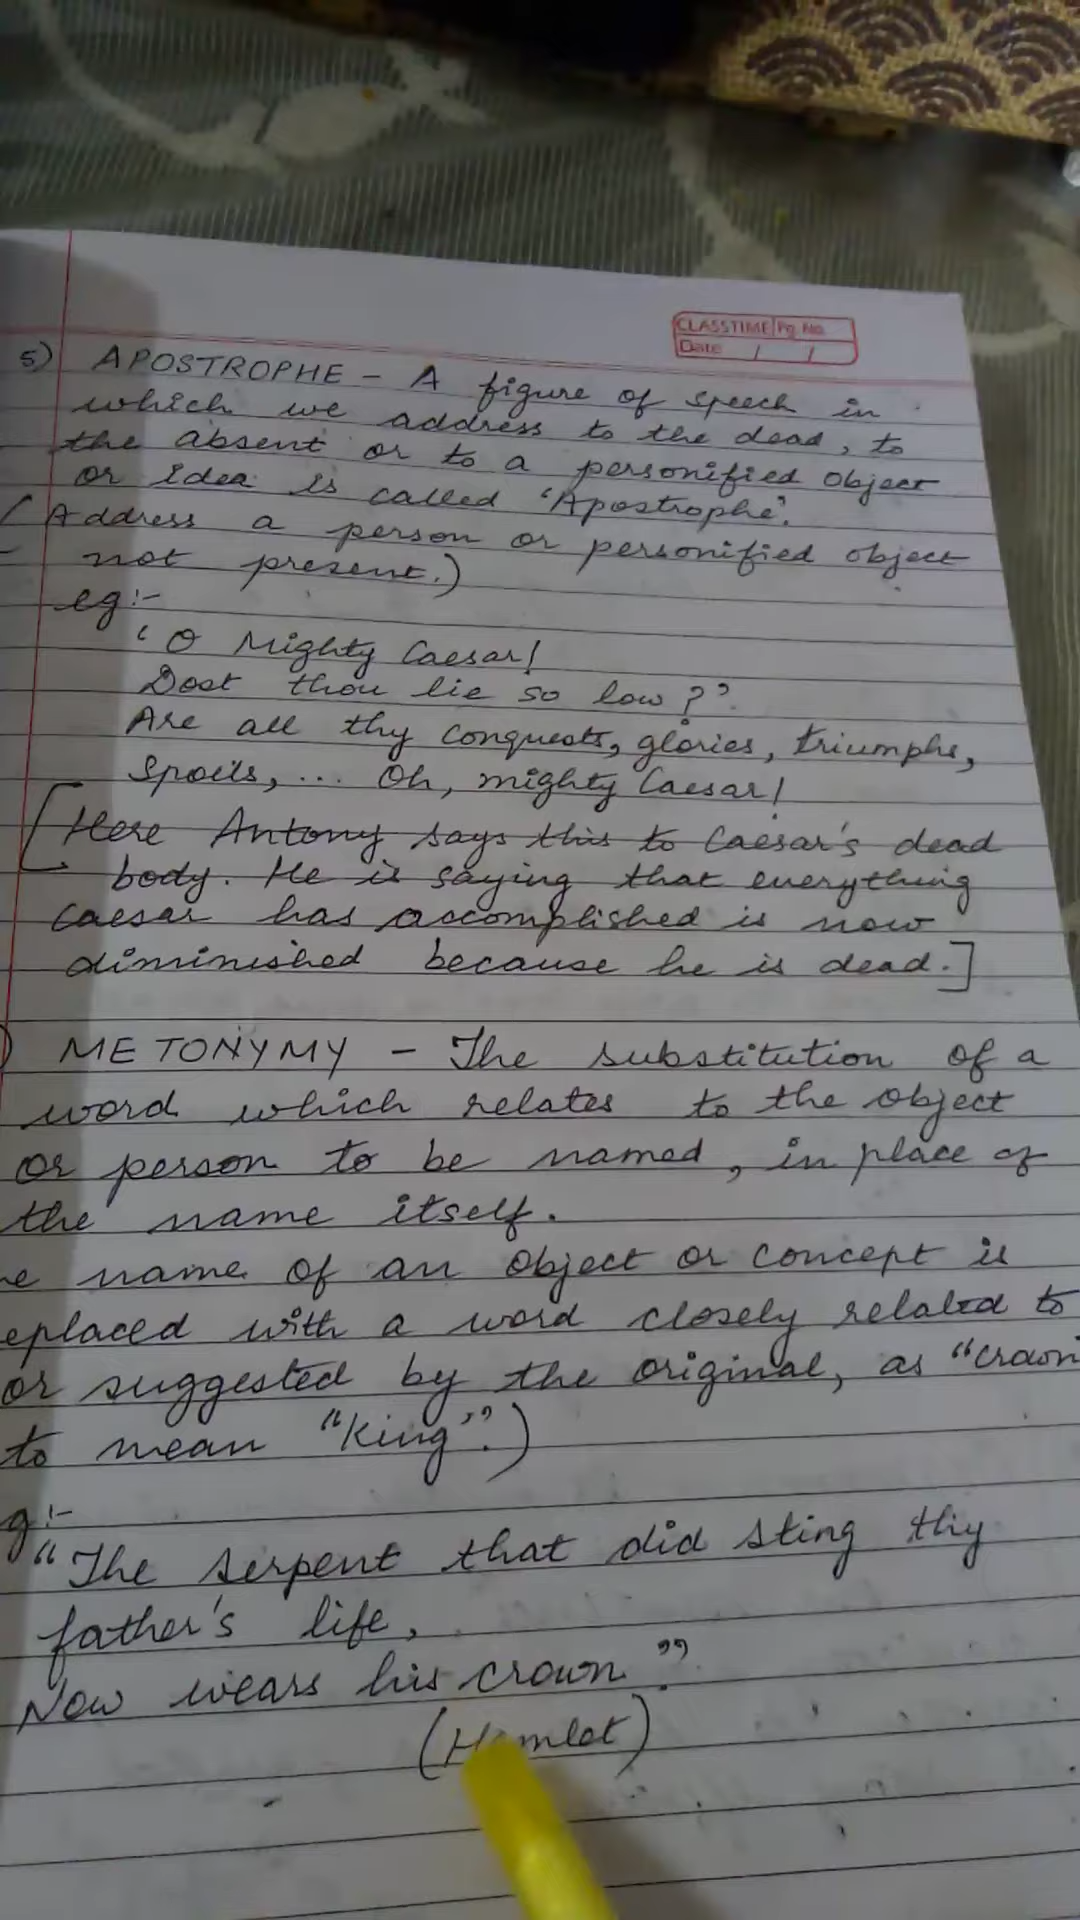 CLASSTIME Pg. No.
Date / /
5) APOSTROPHE - A figure of speech in
which we address to the dead, to
the absent or to a personified object
or idea is called 'Apostrophe'.
(Address a person or personified object
not present.)
eg:-
'O Mighty Caesar!
Dost thou lie so low?'
Are all thy conquests, glories, triumphs,
Spoils, ... Oh, mighty Caesar!
[Here Antony says this to Caesar's dead
body. He is saying that everything
Caesar has accomplished is now
diminished because he is dead.]
) METONYMY - The substitution of a
word which relates to the object
or person to be named, in place of
the name itself.
e name of an object or concept is
eplaced with a word closely related to
or suggested by the original, as "crown
to mean "King".)
g:-
"The serpent that did sting thy
father's life,
Now wears his crown."
(Hamlet)